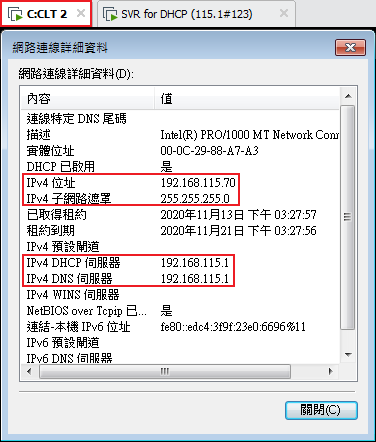 C:CLT 2
SVR for DHCP (115.1#123)
網路連線詳細資料
網路連線詳細資料(D):
內容 值
連線特定 DNS 尾碼
描述 Intel(R) PRO/1000 MT Network Conn
實體位址 00-0C-29-88-A7-A3
DHCP 已啟用 是
IPv4 位址 192.168.115.70
IPv4 子網路遮罩 255.255.255.0
已取得租約 2020年11月13日 下午 03:27:57
租約到期 2020年11月21日 下午 03:27:56
IPv4 預設閘道
IPv4 DHCP 伺服器 192.168.115.1
IPv4 DNS 伺服器 192.168.115.1
IPv4 WINS 伺服器
NetBIOS over Tcpip 已... 是
連結-本機 IPv6 位址 fe80::edc4:3f9f:23e0:6696%11
IPv6 預設閘道
IPv6 DNS 伺服器
關閉(C)